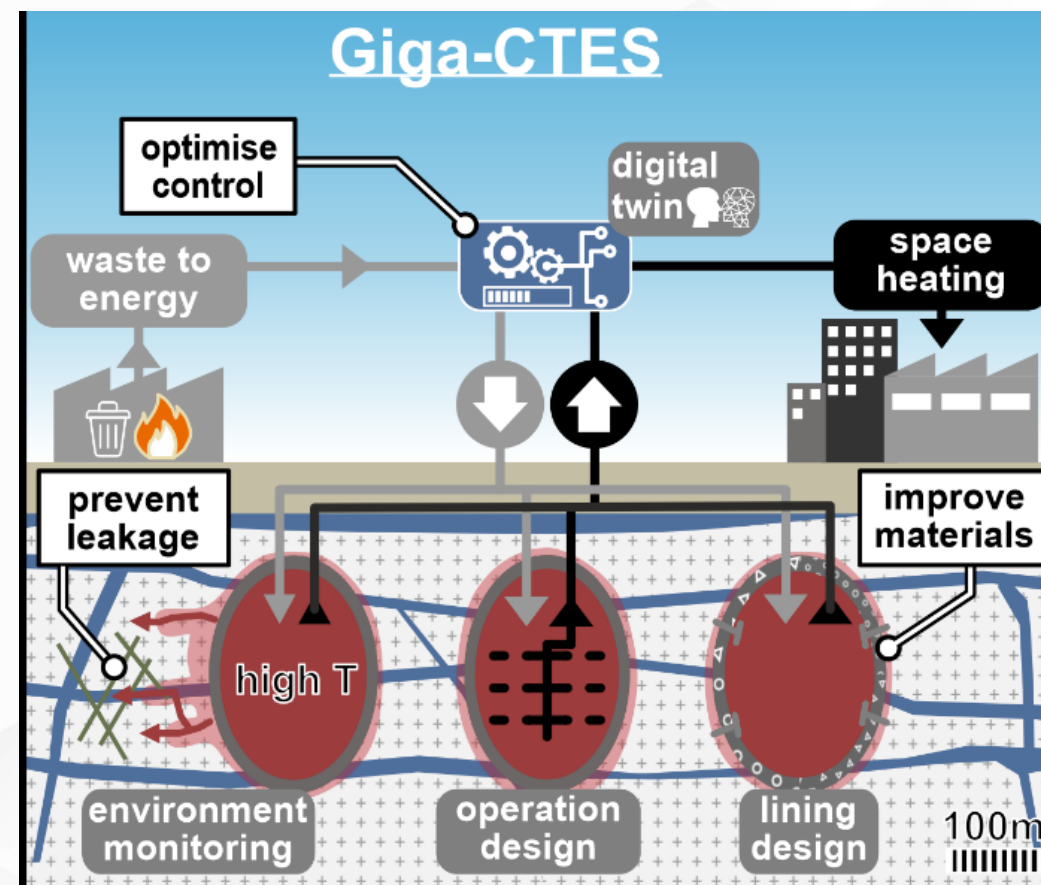 Giga-CTES
optimise
control
digital
twin
waste to
energy
space
heating
prevent
leakage
improve
materials
high T
environment
monitoring
operation
design
lining
design
100m